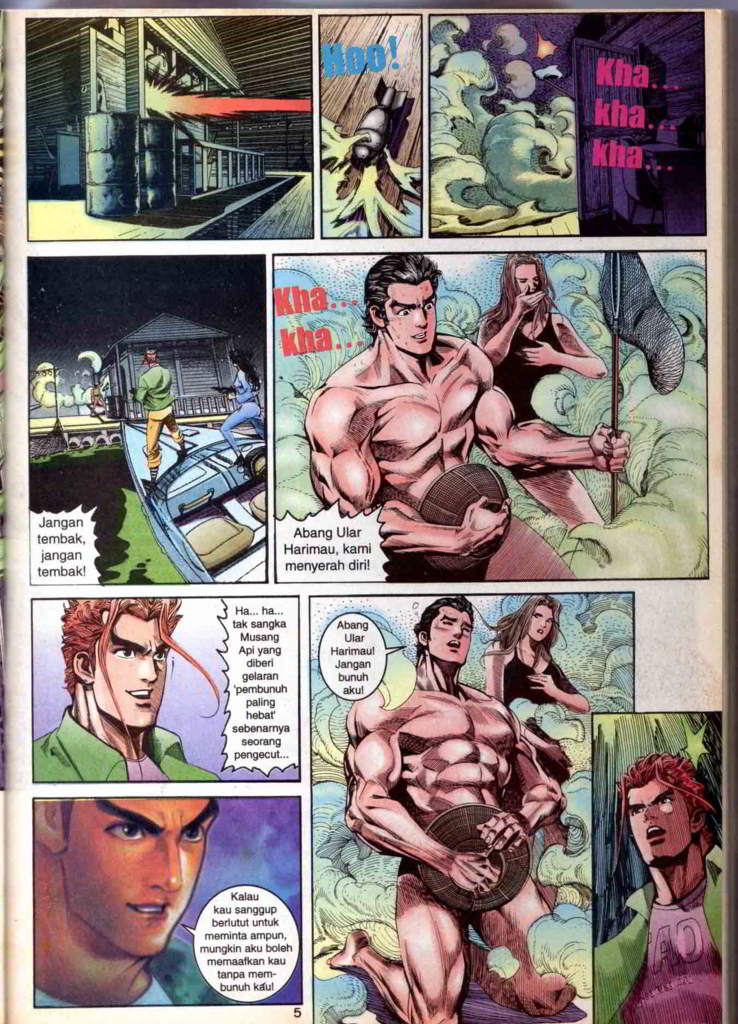 Hoo!
Kha...
kha...
kha...
Jangan
tembak,
jangan
tembak!
Kha...
kha...
Abang Ular
Harimau, kami
menyerah diri!
Ha... ha...
tak sangka
Musang
Api yang
diberi
gelaran
'pembunuh
paling
hebat'
sebenarnya
seorang
pengecut...
Abang
Ular
Harimau!
Jangan
bunuh
aku!
Kalau
kau sanggup
berlutut untuk
meminta ampun,
mungkin aku boleh
memaafkan kau
tanpa mem-
bunuh kau!
5